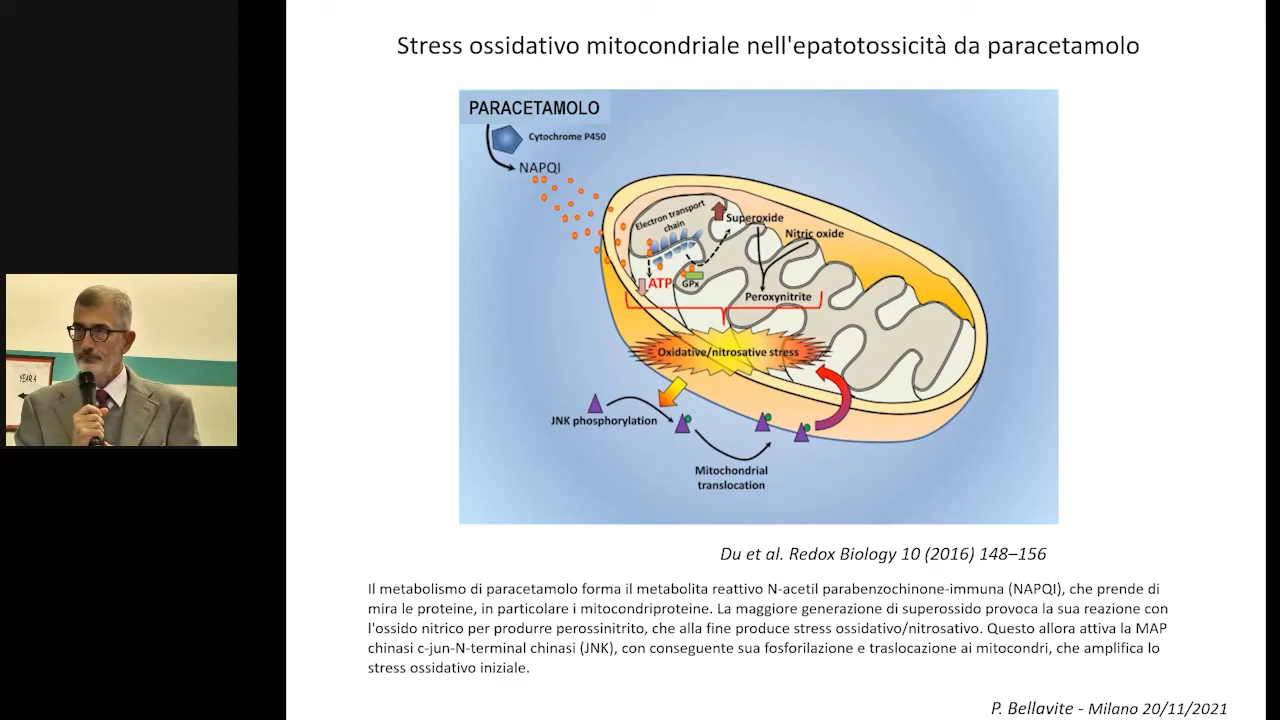 Stress ossidativo mitocondriale nell'epatotossicità da paracetamolo
PARACETAMOLO
Cytochrome P450
NAPQI
Electron transport
chain
Superoxide
Nitric oxide
ATP
GPx
Peroxynitrite
Oxidative/nitrosative stress
JNK phosphorylation
Mitochondrial
translocation
YEAR 4
Du et al. Redox Biology 10 (2016) 148–156
Il metabolismo di paracetamolo forma il metabolita reattivo N-acetil parabenzochinone-immuna (NAPQI), che prende di
mira le proteine, in particolare i mitocondriproteine. La maggiore generazione di superossido provoca la sua reazione con
l'ossido nitrico per produrre perossinitrito, che alla fine produce stress ossidativo/nitrosativo. Questo allora attiva la MAP
chinasi c-jun-N-terminal chinasi (JNK), con conseguente sua fosforilazione e traslocazione ai mitocondri, che amplifica lo
stress ossidativo iniziale.
P. Bellavite - Milano 20/11/2021